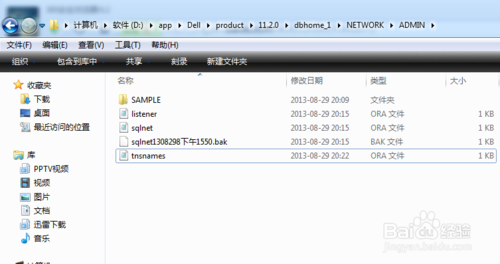 计算机 ▸ 软件 (D:) ▸ app ▸ Dell ▸ product ▸ 11.2.0 ▸ dbhome_1 ▸ NETWORK ▸ ADMIN ▸
文件(F) 编辑(E) 查看(V) 工具(T) 帮助(H)
组织 包含到库中 共享 刻录 新建文件夹
收藏夹
下载
桌面
最近访问的位置
库
PPTV视频
视频
图片
文档
迅雷下载
音乐
名称 修改日期 类型 大小
SAMPLE 2013-08-29 20:09 文件夹
listener 2013-08-29 20:15 ORA 文件 1 KB
sqlnet 2013-08-29 20:15 ORA 文件 1 KB
sqlnet1308298下午1550.bak 2013-08-29 20:15 BAK 文件 1 KB
tnsnames 2013-08-29 20:22 ORA 文件 1 KB
Baidu 百度经验
jingyan.baidu.com